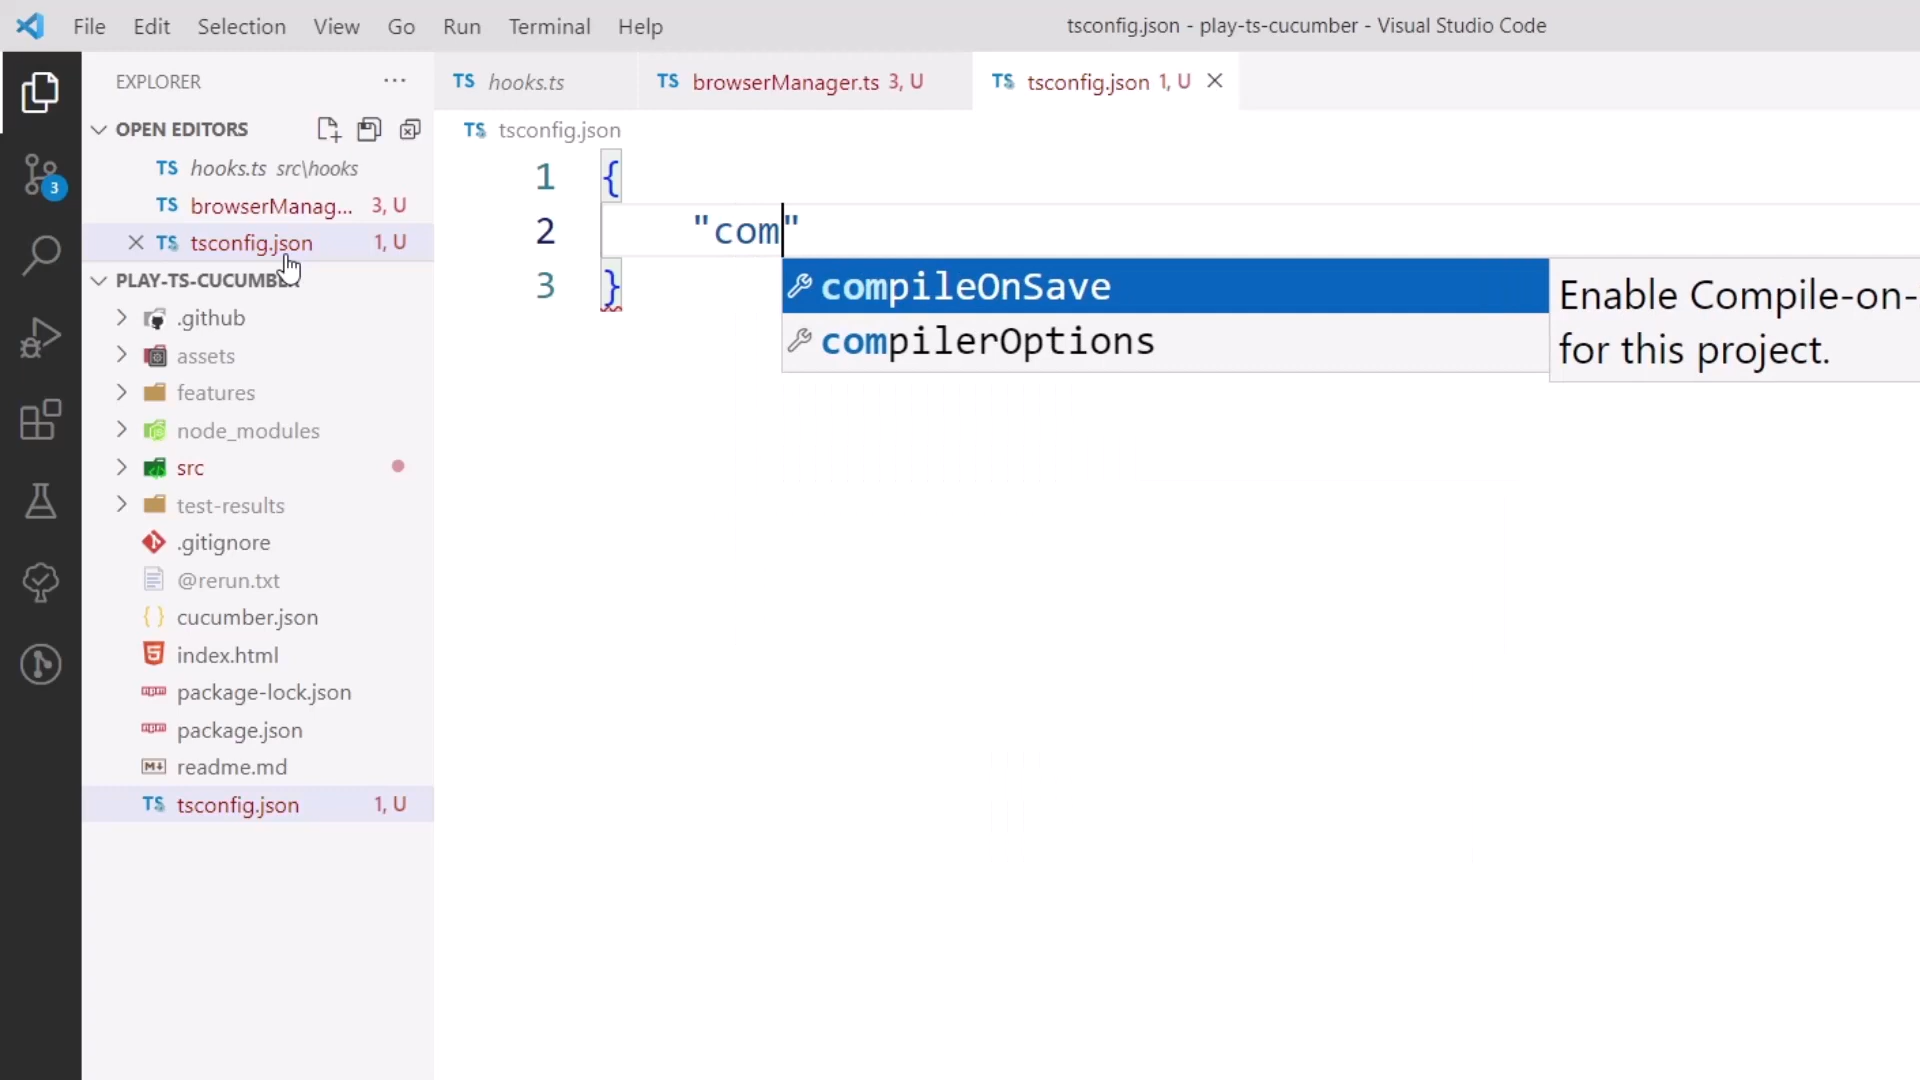 File Edit Selection View Go Run Terminal Help
tsconfig.json - play-ts-cucumber - Visual Studio Code
EXPLORER
TS hooks.ts
TS browserManager.ts 3, U
TS tsconfig.json 1, U
OPEN EDITORS
TS tsconfig.json
TS hooks.ts src\hooks
TS browserManag... 3, U
TS tsconfig.json 1, U
PLAY-TS-CUCUMBER
.github
assets
features
node_modules
src
test-results
.gitignore
@rerun.txt
cucumber.json
index.html
package-lock.json
package.json
readme.md
TS tsconfig.json 1, U
3
1 {
2 "com"
3 }
compileOnSave
compilerOptions
Enable Compile-on-
for this project.